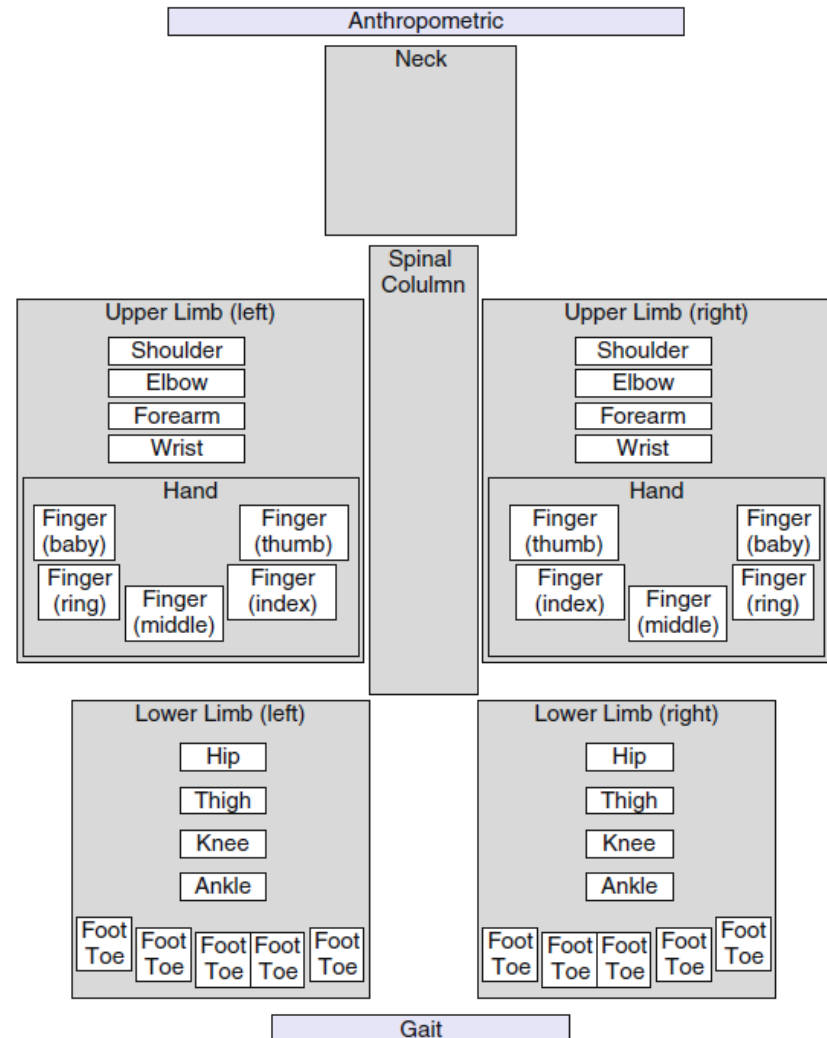 Anthropometric
Neck
Spinal
Colulmn
Upper Limb (left)
Shoulder
Elbow
Forearm
Wrist
Hand
Finger
(baby)
Finger
(thumb)
Finger
(ring)
Finger
(middle)
Finger
(index)
Upper Limb (right)
Shoulder
Elbow
Forearm
Wrist
Hand
Finger
(thumb)
Finger
(baby)
Finger
(index)
Finger
(middle)
Finger
(ring)
Lower Limb (left)
Hip
Thigh
Knee
Ankle
Foot
Toe
Foot
Toe
Foot
Toe
Foot
Toe
Foot
Toe
Lower Limb (right)
Hip
Thigh
Knee
Ankle
Foot
Toe
Foot
Toe
Foot
Toe
Foot
Toe
Foot
Toe
Gait